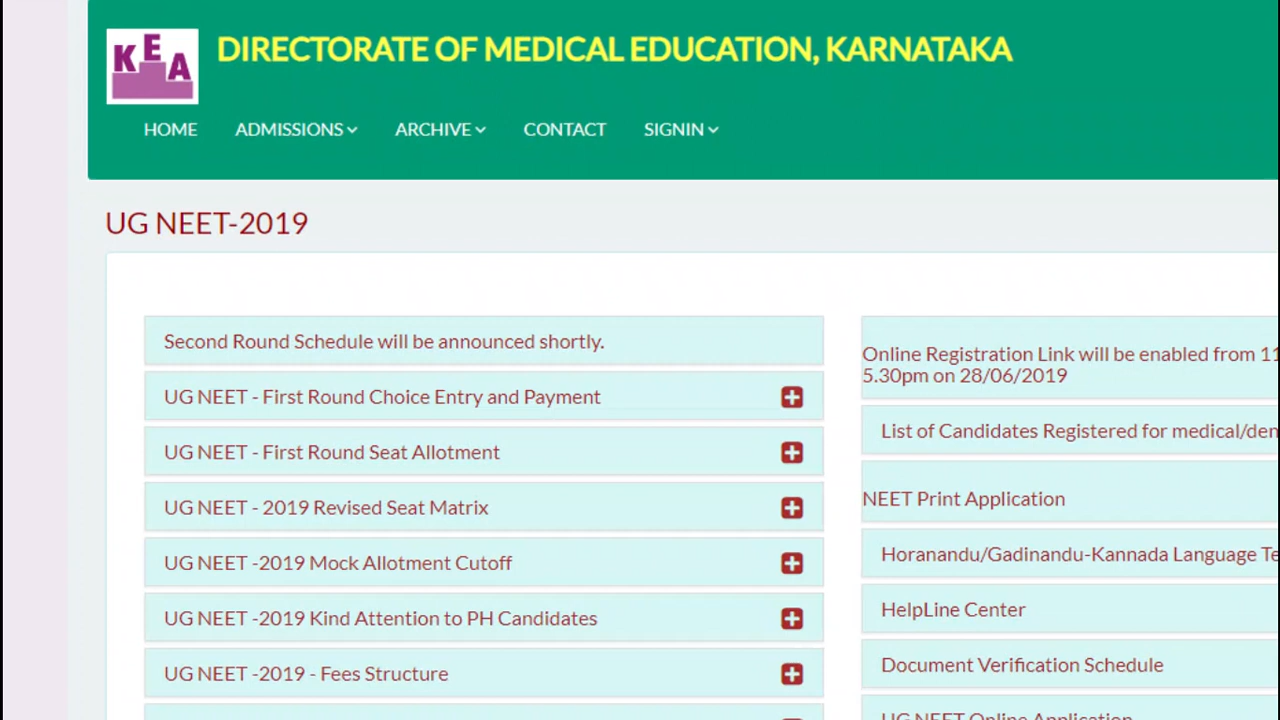 KEA
DIRECTORATE OF MEDICAL EDUCATION, KARNATAKA
HOME ADMISSIONS ARCHIVE CONTACT SIGNIN
UG NEET-2019
Second Round Schedule will be announced shortly.
UG NEET - First Round Choice Entry and Payment
UG NEET - First Round Seat Allotment
UG NEET - 2019 Revised Seat Matrix
UG NEET -2019 Mock Allotment Cutoff
UG NEET -2019 Kind Attention to PH Candidates
UG NEET -2019 - Fees Structure
Online Registration Link will be enabled from 11
5.30pm on 28/06/2019
List of Candidates Registered for medical/den
NEET Print Application
Horanandu/Gadinandu-Kannada Language Te
HelpLine Center
Document Verification Schedule
UG NEET Online Application